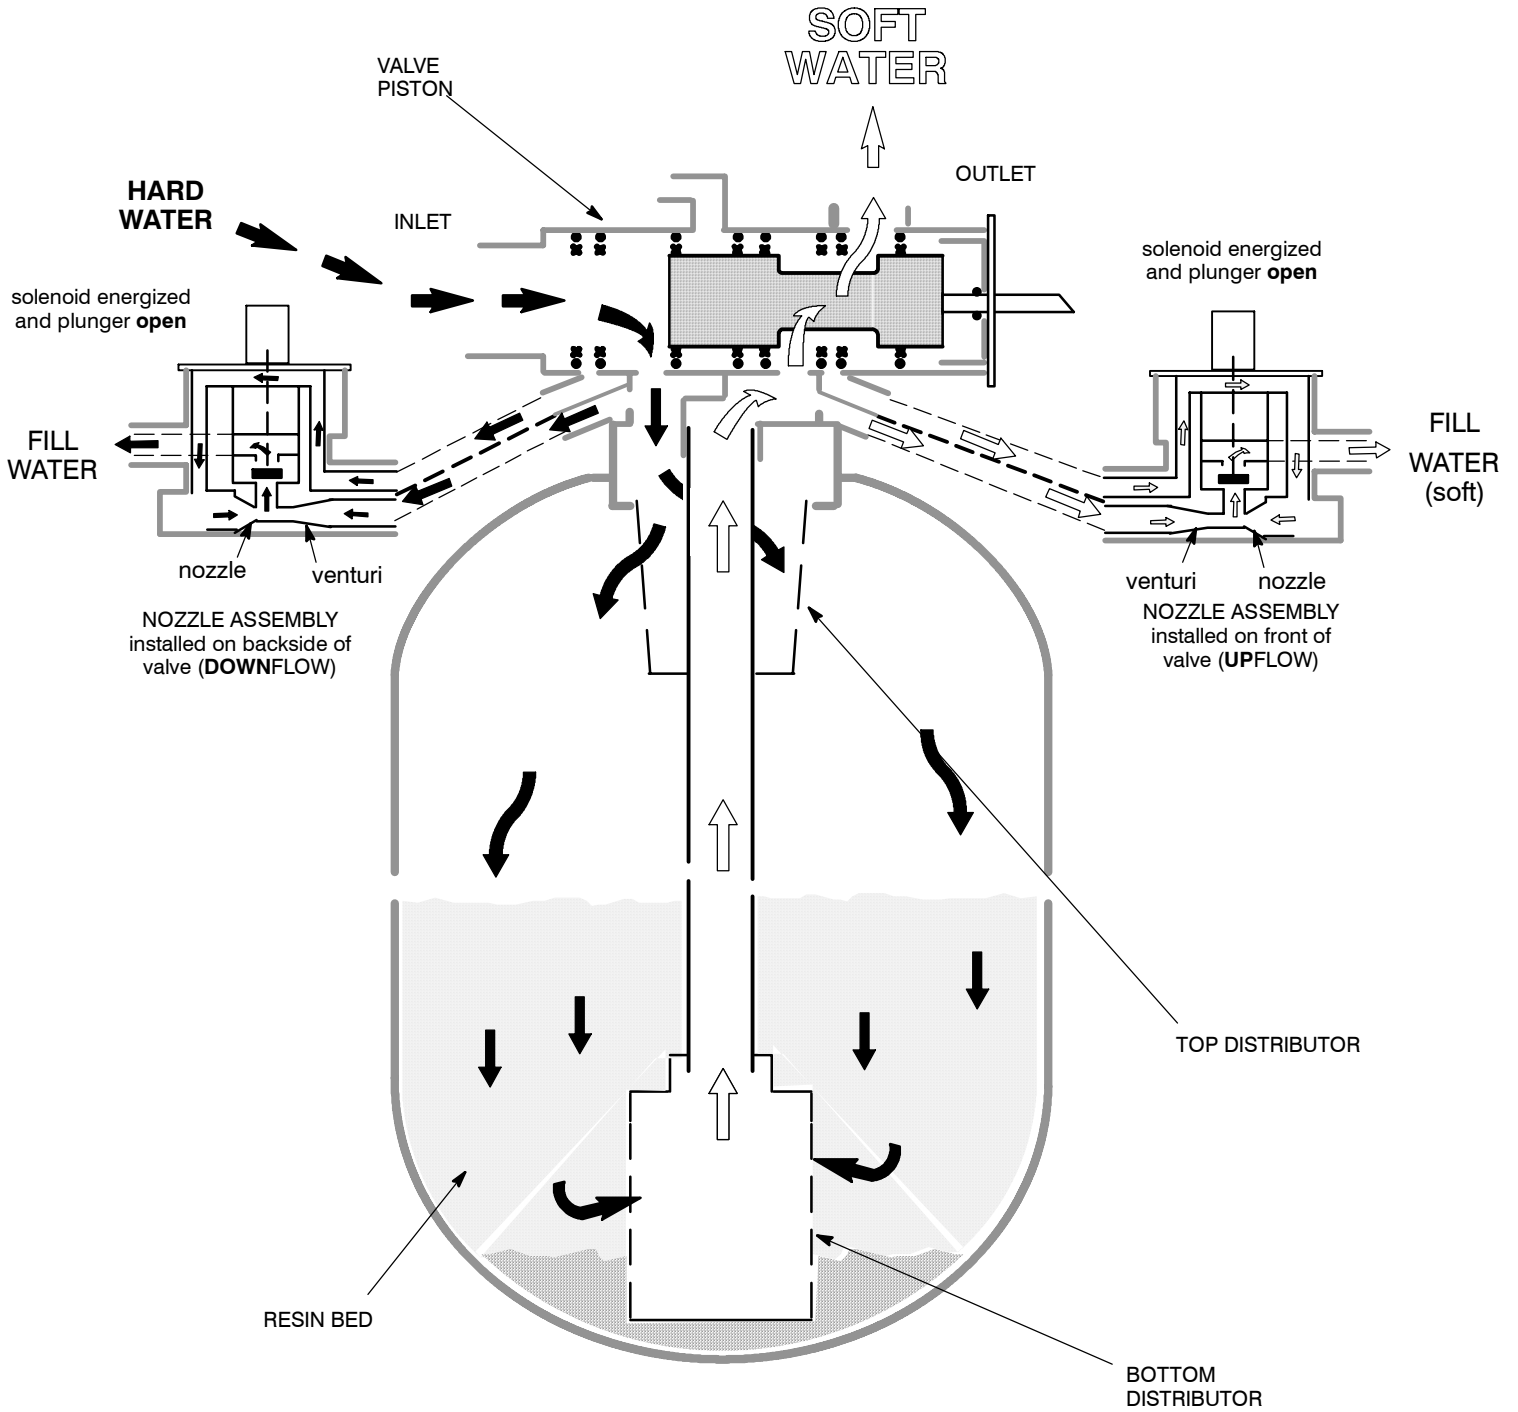 SOFT
WATER
VALVE
PISTON
OUTLET
HARD
WATER
INLET
solenoid energized
and plunger open
solenoid energized
and plunger open
FILL
WATER
FILL
WATER
(soft)
nozzle
venturi
venturi
nozzle
NOZZLE ASSEMBLY
installed on backside of
valve (DOWNFLOW)
NOZZLE ASSEMBLY
installed on front of
valve (UPFLOW)
TOP DISTRIBUTOR
RESIN BED
BOTTOM
DISTRIBUTOR